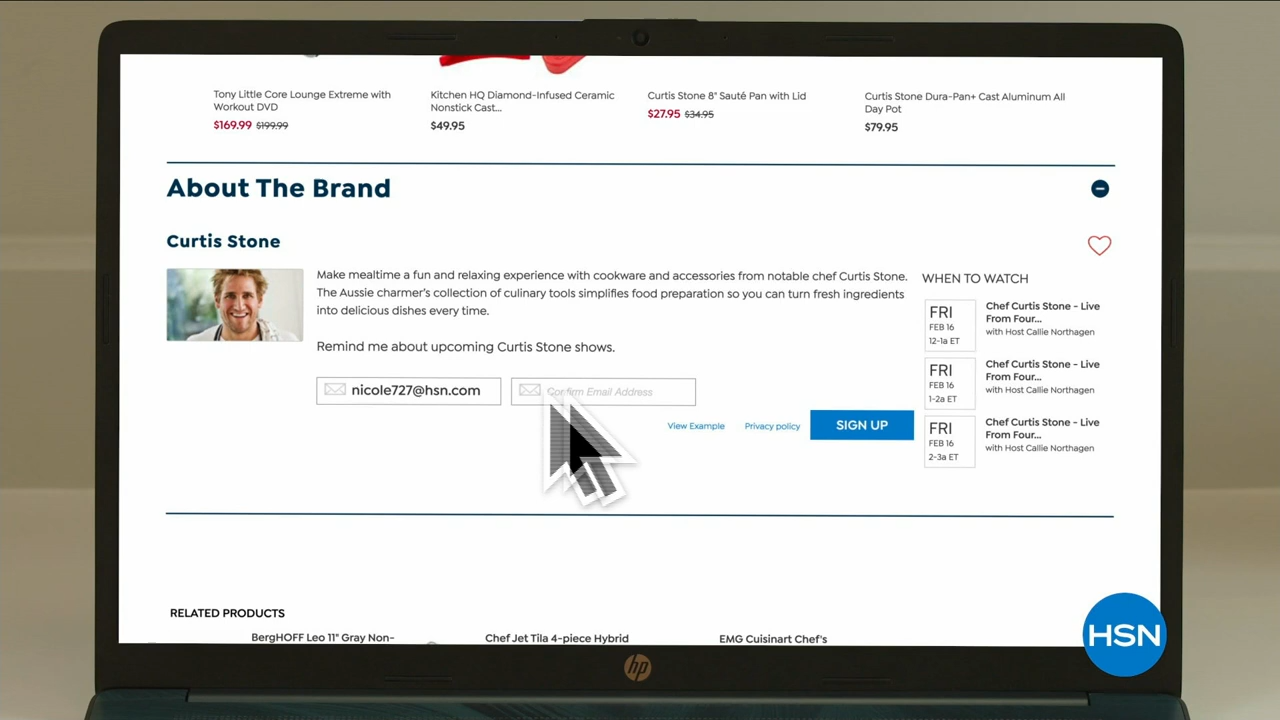 Tony Little Core Lounge Extreme with
Workout DVD
$169.99 $199.99
Kitchen HQ Diamond-Infused Ceramic
Nonstick Cast...
$49.95
Curtis Stone 8" Sauté Pan with Lid
$27.95 $34.95
Curtis Stone Dura-Pan+ Cast Aluminum All
Day Pot
$79.95
About The Brand
Curtis Stone
Make mealtime a fun and relaxing experience with cookware and accessories from notable chef Curtis Stone.
The Aussie charmer's collection of culinary tools simplifies food preparation so you can turn fresh ingredients
into delicious dishes every time.
Remind me about upcoming Curtis Stone shows.
nicole727@hsn.com
Confirm Email Address
View Example
Privacy policy
SIGN UP
WHEN TO WATCH
FRI
FEB 16
12-1a ET
Chef Curtis Stone - Live
From Four...
with Host Callie Northagen
FRI
FEB 16
1-2a ET
Chef Curtis Stone - Live
From Four...
with Host Callie Northagen
FRI
FEB 16
2-3a ET
Chef Curtis Stone - Live
From Four...
with Host Callie Northagen
RELATED PRODUCTS
BergHOFF Leo 11" Gray Non-
Chef Jet Tila 4-piece Hybrid
EMG Cuisinart Chef's
HSN
hp